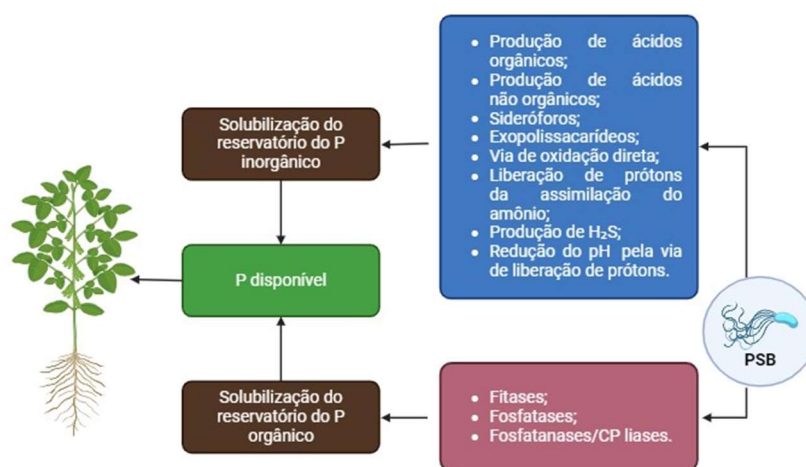 • Produção de ácidos
orgânicos;
• Produção de ácidos
não orgânicos;
• Sideróforos;
• Exopolissacarídeos;
• Via de oxidação direta;
• Liberação de prótons
da assimilação do
amônio;
• Produção de H₂S;
• Redução do pH pela via
de liberação de prótons.
Solubilização do
reservatório do P
inorgânico
P disponível
PSB
Solubilização do
reservatório do P
orgânico
• Fitases;
• Fosfatases;
• Fosfatanases/CP liases.